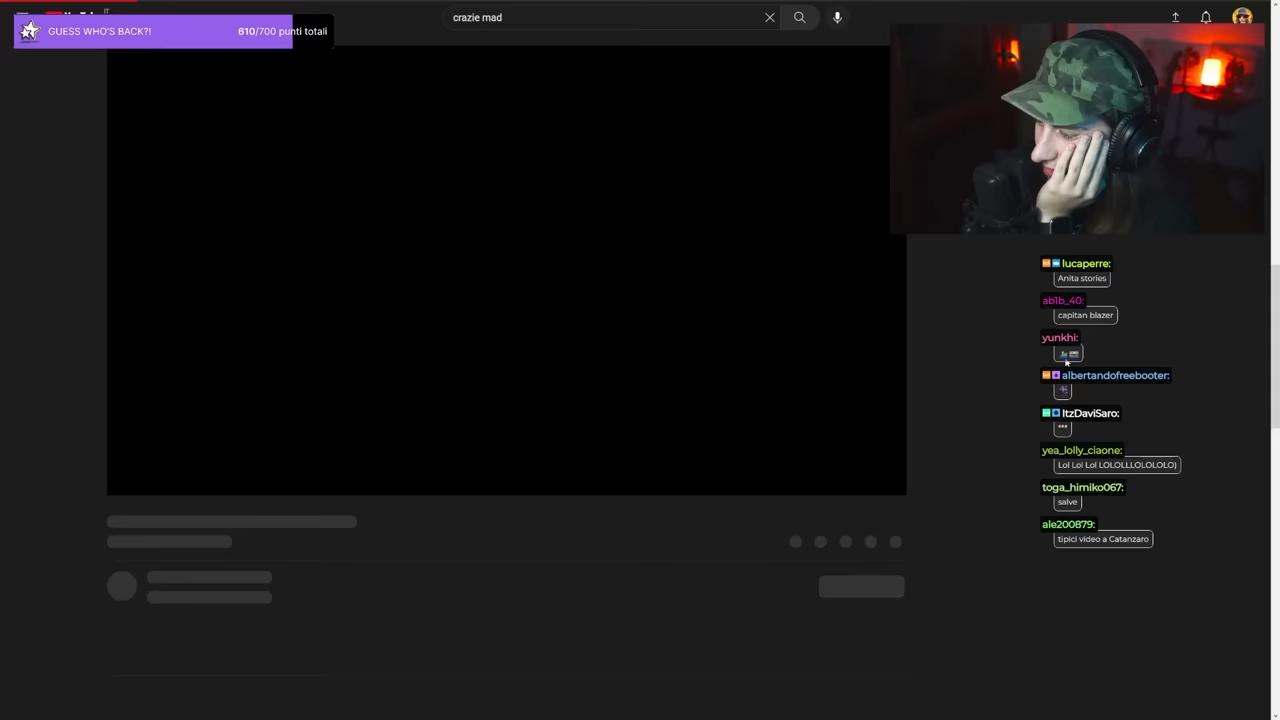 IT
crazie mad
GUESS WHO'S BACK?!
610/700 punti totali
lucaperre:
Anita stories
ab1b_40:
capitan blazer
yunkhi:
albertandofreebooter:
ItzDaviSaro:
***
yea_lolly_ciaone:
Lol Lol Lol LOLOLLLOLOLOLO)
toga_himiko067:
salve
ale200879:
tipici video a Catanzaro